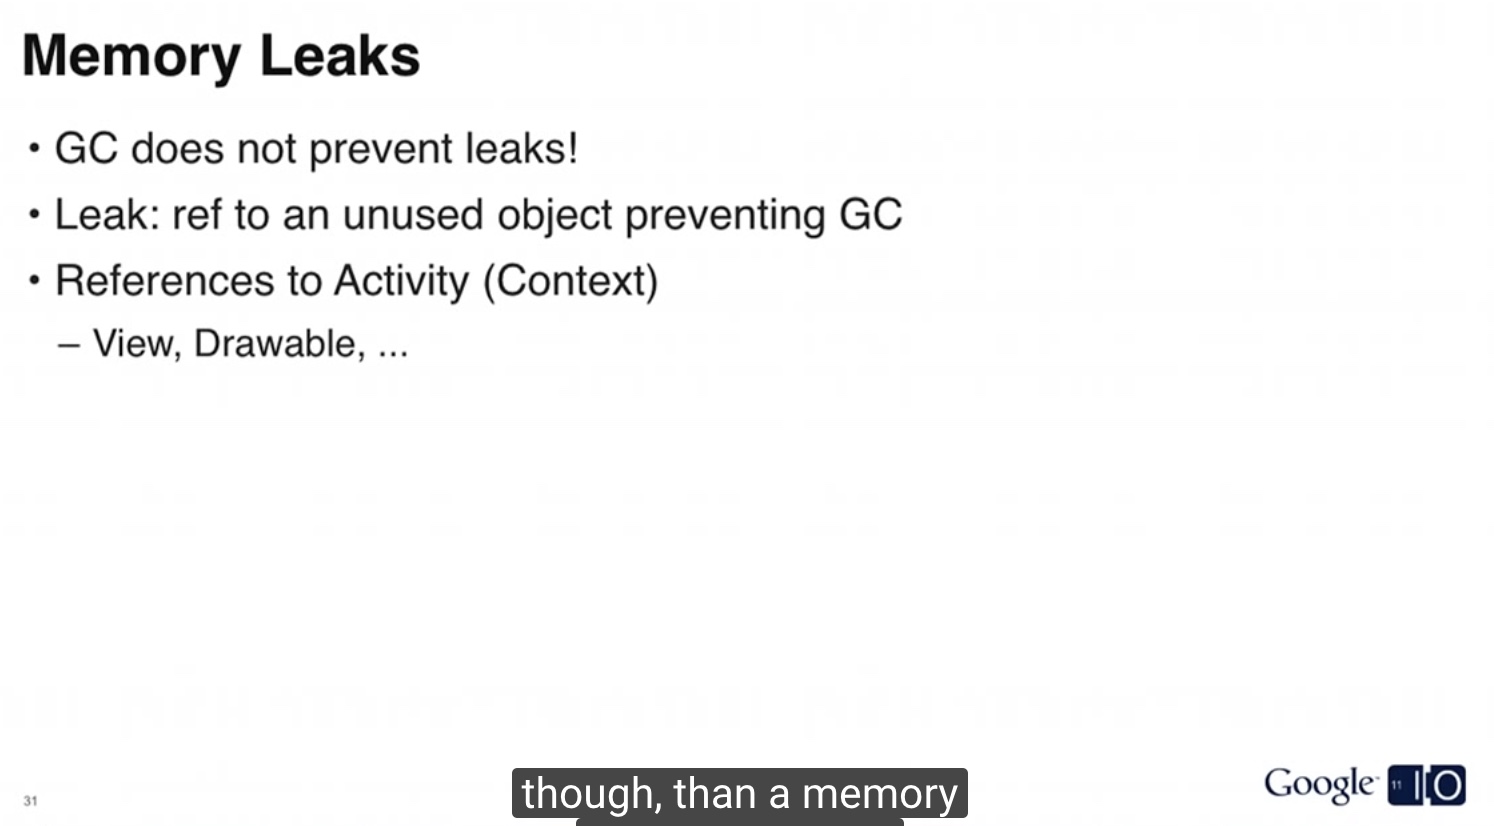 Memory Leaks
• GC does not prevent leaks!
• Leak: ref to an unused object preventing GC
• References to Activity (Context)
– View, Drawable, ...
though, than a memory
31
Google 11 IO